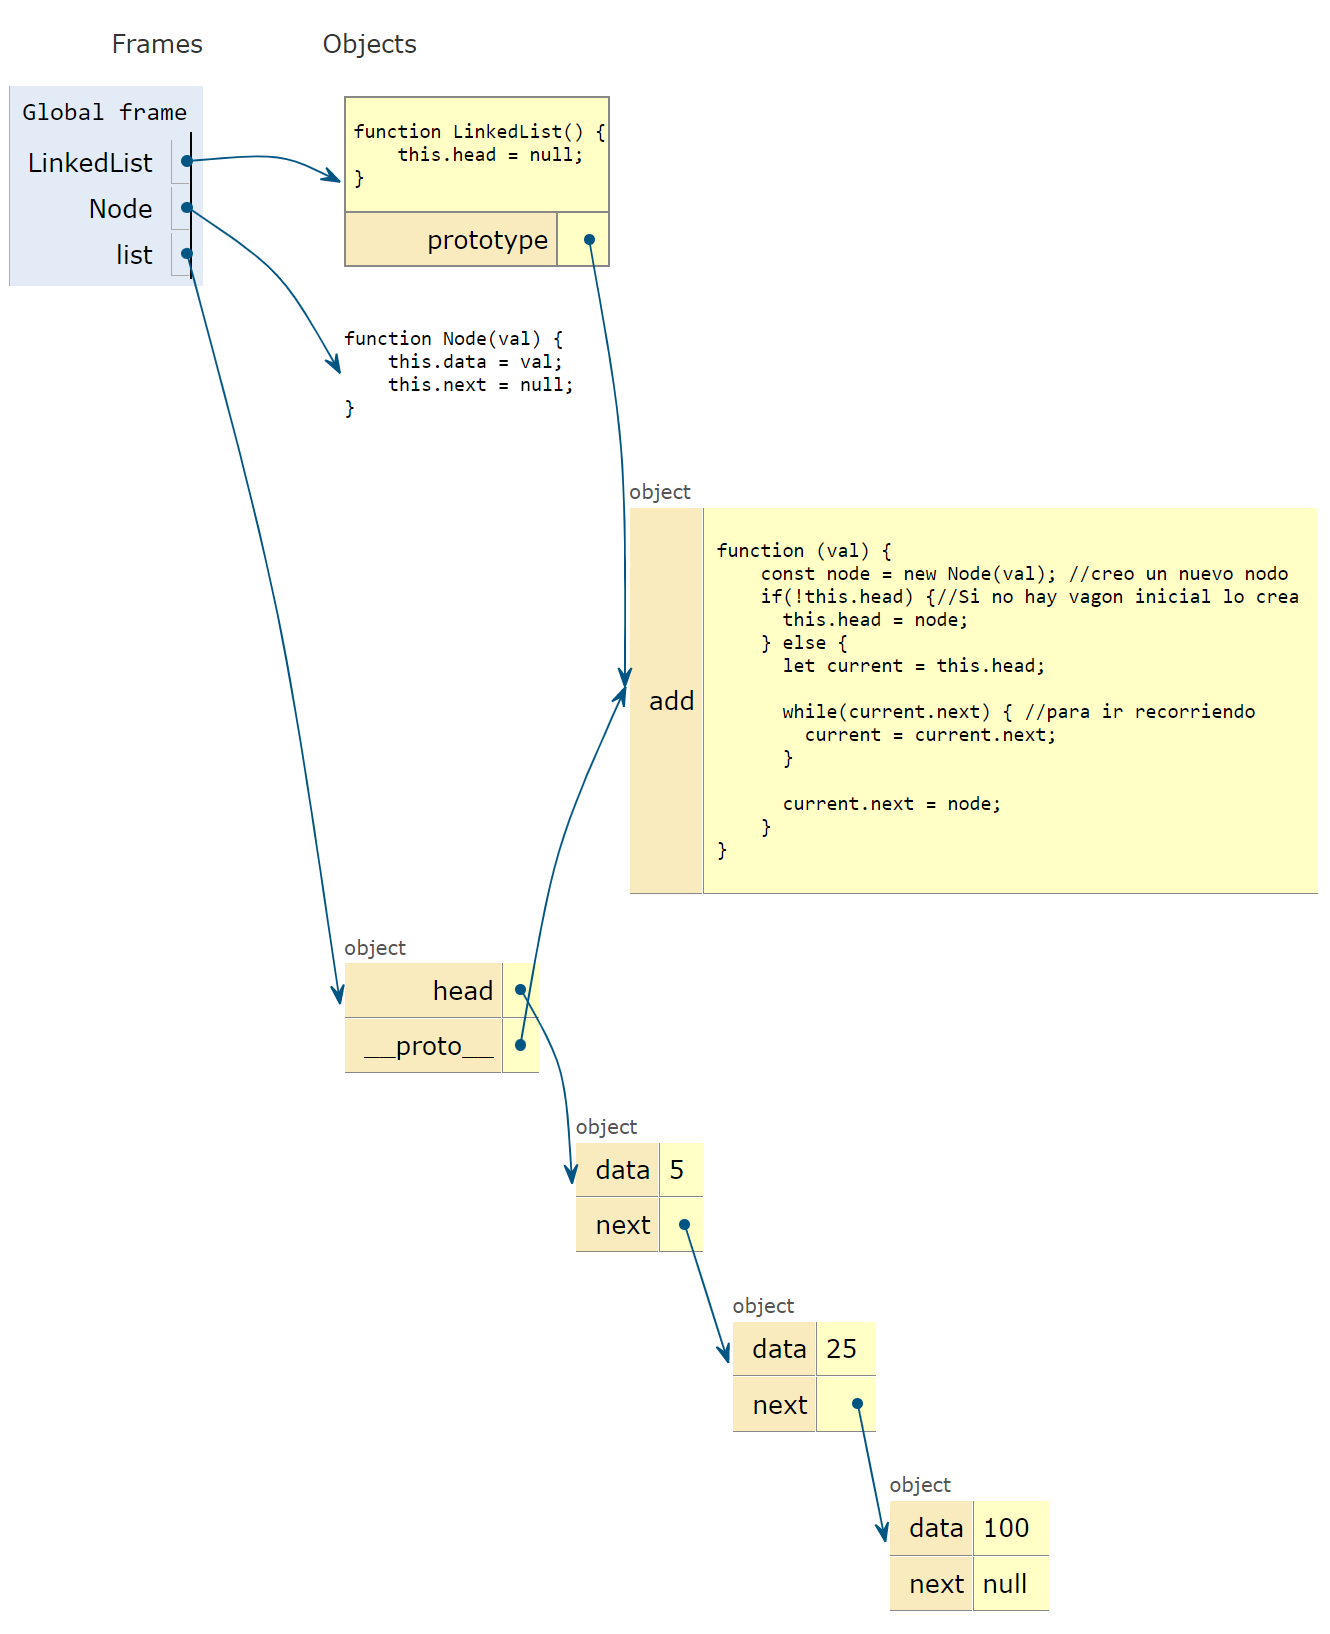 Frames
Objects
Global frame
LinkedList
Node
list
function LinkedList() {
    this.head = null;
}
prototype
function Node(val) {
    this.data = val;
    this.next = null;
}
object
add
function (val) {
    const node = new Node(val); //creo un nuevo nodo
    if(!this.head) {//Si no hay vagon inicial lo crea
      this.head = node;
    } else {
      let current = this.head;
      while(current.next) { //para ir recorriendo
        current = current.next;
      }
      current.next = node;
    }
}
object
head
__proto__
object
data 5
next
object
data 25
next
object
data 100
next null